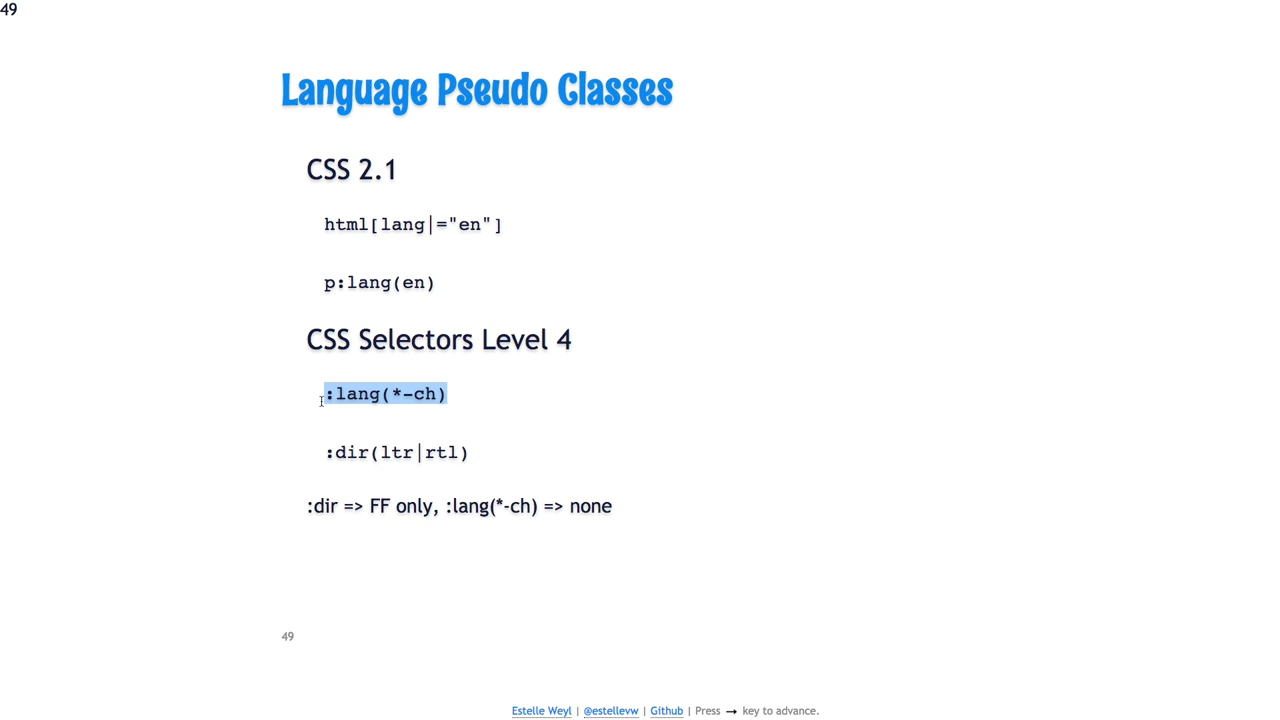 49
Language Pseudo Classes
CSS 2.1
html[lang|="en"]
p:lang(en)
CSS Selectors Level 4
:lang(*-ch)
:dir(ltr|rtl)
:dir => FF only, :lang(*-ch) => none
49
Estelle Weyl | @estellevw | Github | Press → key to advance.